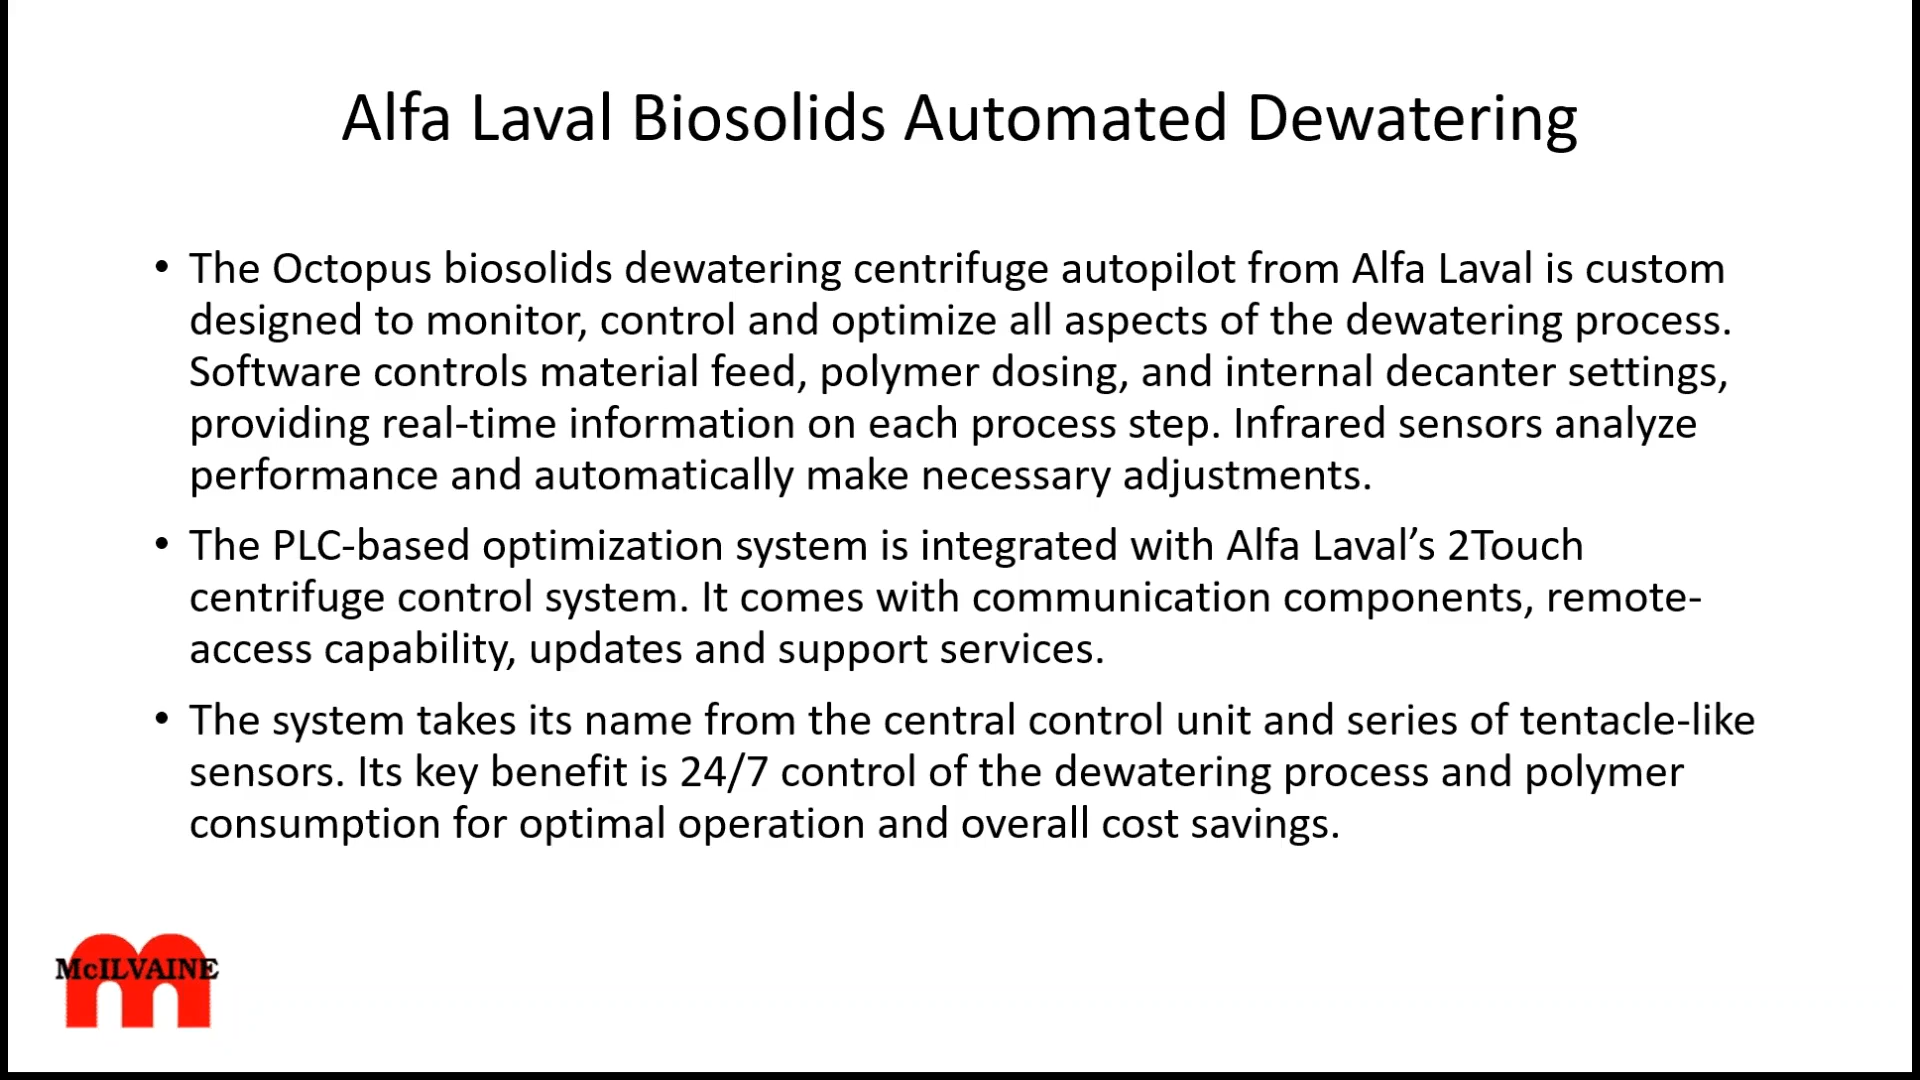 Alfa Laval Biosolids Automated Dewatering
• The Octopus biosolids dewatering centrifuge autopilot from Alfa Laval is custom
designed to monitor, control and optimize all aspects of the dewatering process.
Software controls material feed, polymer dosing, and internal decanter settings,
providing real-time information on each process step. Infrared sensors analyze
performance and automatically make necessary adjustments.
• The PLC-based optimization system is integrated with Alfa Laval’s 2Touch
centrifuge control system. It comes with communication components, remote-
access capability, updates and support services.
• The system takes its name from the central control unit and series of tentacle-like
sensors. Its key benefit is 24/7 control of the dewatering process and polymer
consumption for optimal operation and overall cost savings.
McILVAINE